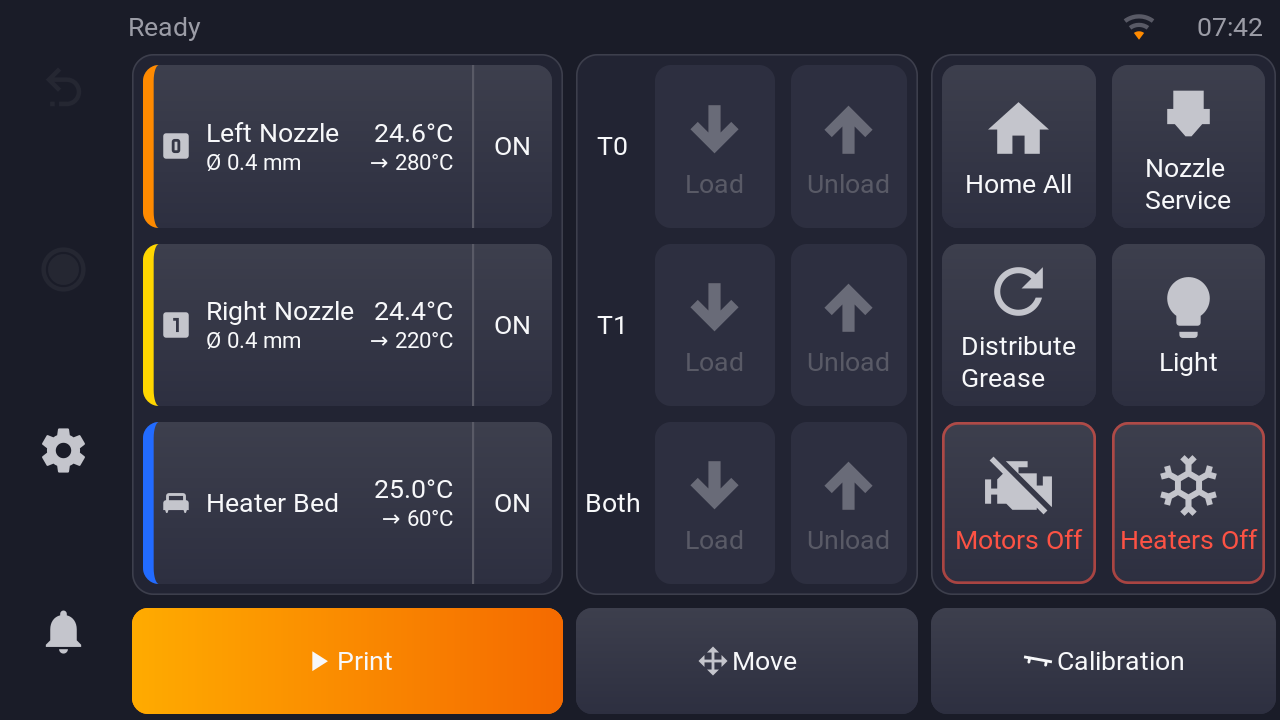 Ready
07:42
0
Left Nozzle
24.6°C
Ø 0.4 mm
→ 280°C
ON
1
Right Nozzle
24.4°C
Ø 0.4 mm
→ 220°C
ON
Heater Bed
25.0°C
→ 60°C
ON
T0
Load
Unload
T1
Load
Unload
Both
Load
Unload
Home All
Nozzle
Service
Distribute
Grease
Light
Motors Off
Heaters Off
Print
Move
Calibration